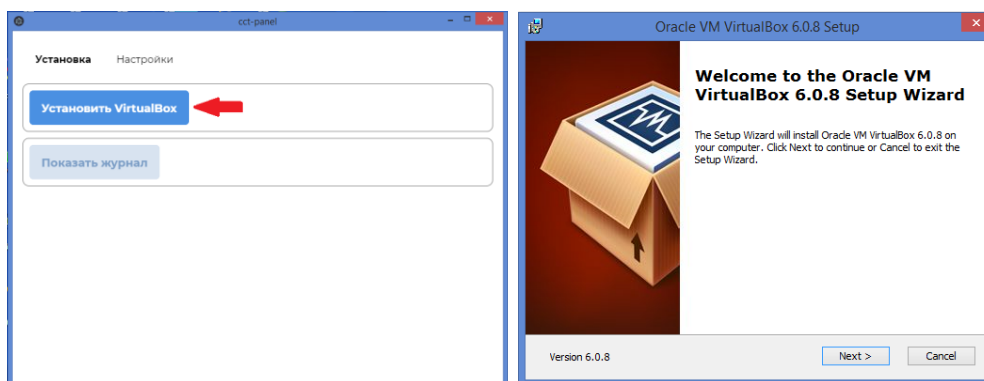 cct-panel
Установка Настройки
Установить VirtualBox
Показать журнал
Oracle VM VirtualBox 6.0.8 Setup
Welcome to the Oracle VM
VirtualBox 6.0.8 Setup Wizard
The Setup Wizard will install Oracle VM VirtualBox 6.0.8 on
your computer. Click Next to continue or Cancel to exit the
Setup Wizard.
Version 6.0.8
Next >
Cancel